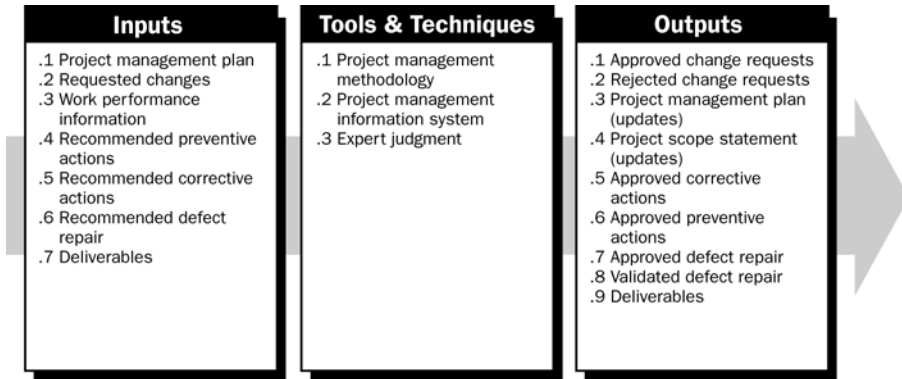 Inputs
.1 Project management plan
.2 Requested changes
.3 Work performance
information
.4 Recommended preventive
actions
.5 Recommended corrective
actions
.6 Recommended defect
repair
.7 Deliverables
Tools & Techniques
.1 Project management
methodology
.2 Project management
information system
.3 Expert judgment
Outputs
.1 Approved change requests
.2 Rejected change requests
.3 Project management plan
(updates)
.4 Project scope statement
(updates)
.5 Approved corrective
actions
.6 Approved preventive
actions
.7 Approved defect repair
.8 Validated defect repair
.9 Deliverables